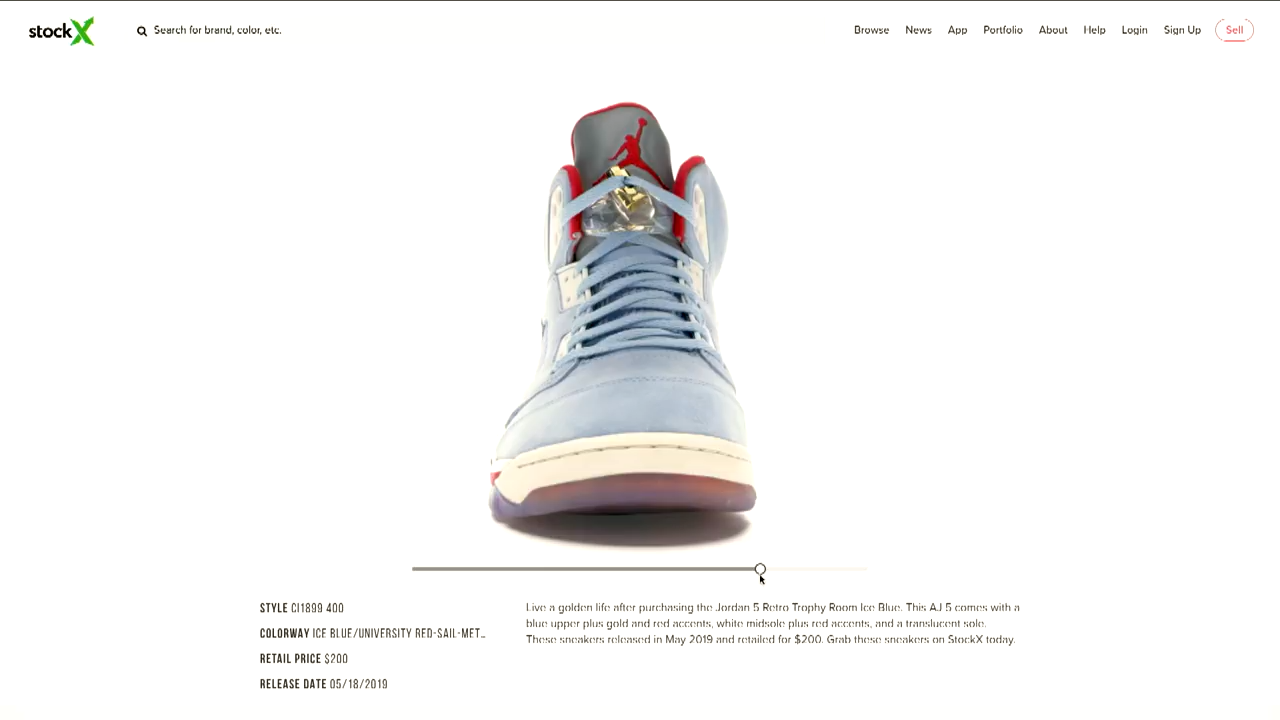 stockX
Search for brand, color, etc.
Browse News App Portfolio About Help Login Sign Up Sell
STYLE CI1899 400
COLORWAY ICE BLUE/UNIVERSITY RED-SAIL-MET...
RETAIL PRICE $200
RELEASE DATE 05/18/2019
Live a golden life after purchasing the Jordan 5 Retro Trophy Room Ice Blue. This AJ 5 comes with a
blue upper plus gold and red accents, white midsole plus red accents, and a translucent sole.
These sneakers released in May 2019 and retailed for $200. Grab these sneakers on StockX today.